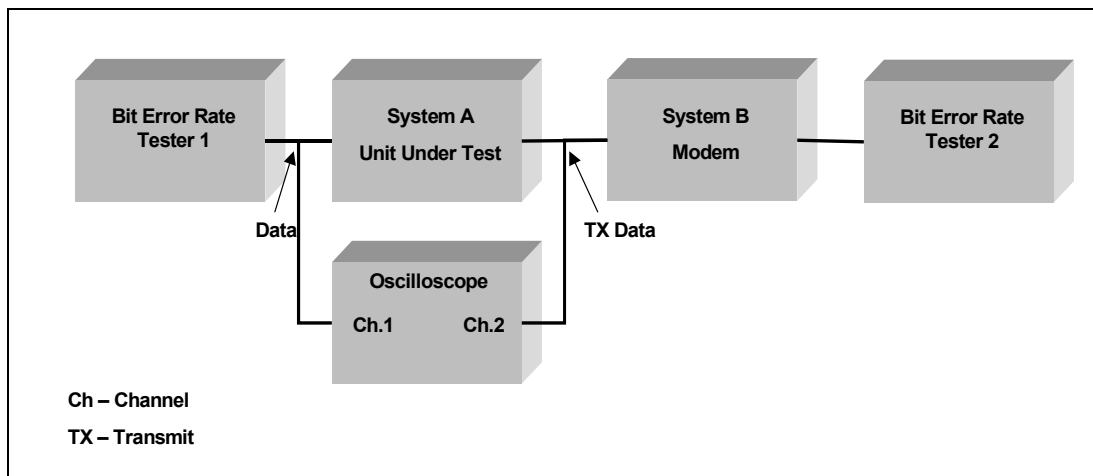 Bit Error Rate
Tester 1
System A
Unit Under Test
System B
Modem
Bit Error Rate
Tester 2
Data
TX Data
Oscilloscope
Ch.1 Ch.2
Ch – Channel
TX – Transmit